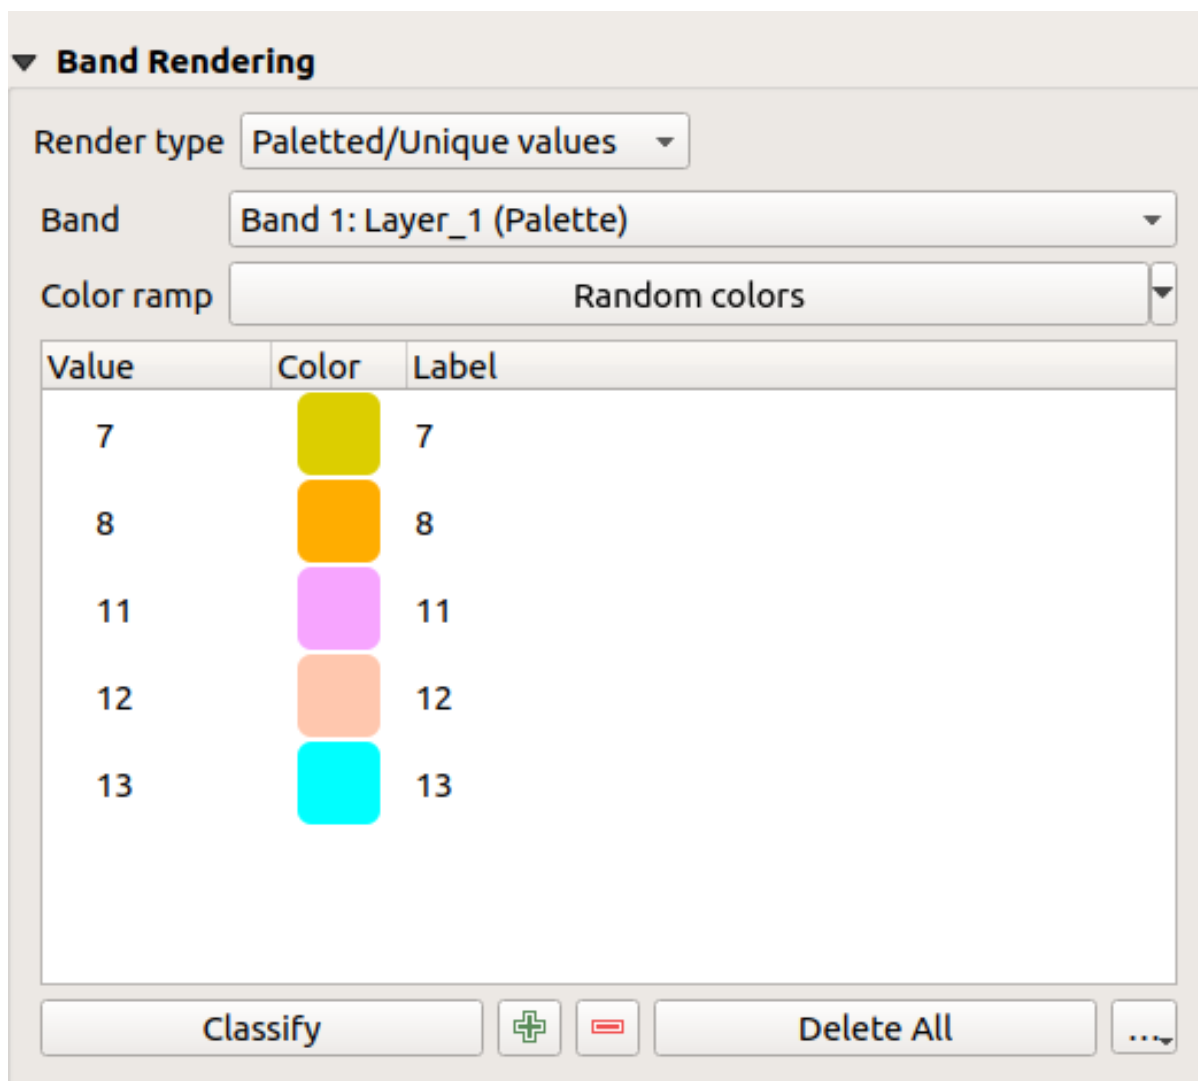 Band Rendering
Render type Paletted/Unique values
Band Band 1: Layer_1 (Palette)
Color ramp Random colors
Value Color Label
7 7
8 8
11 11
12 12
13 13
Classify Delete All ...